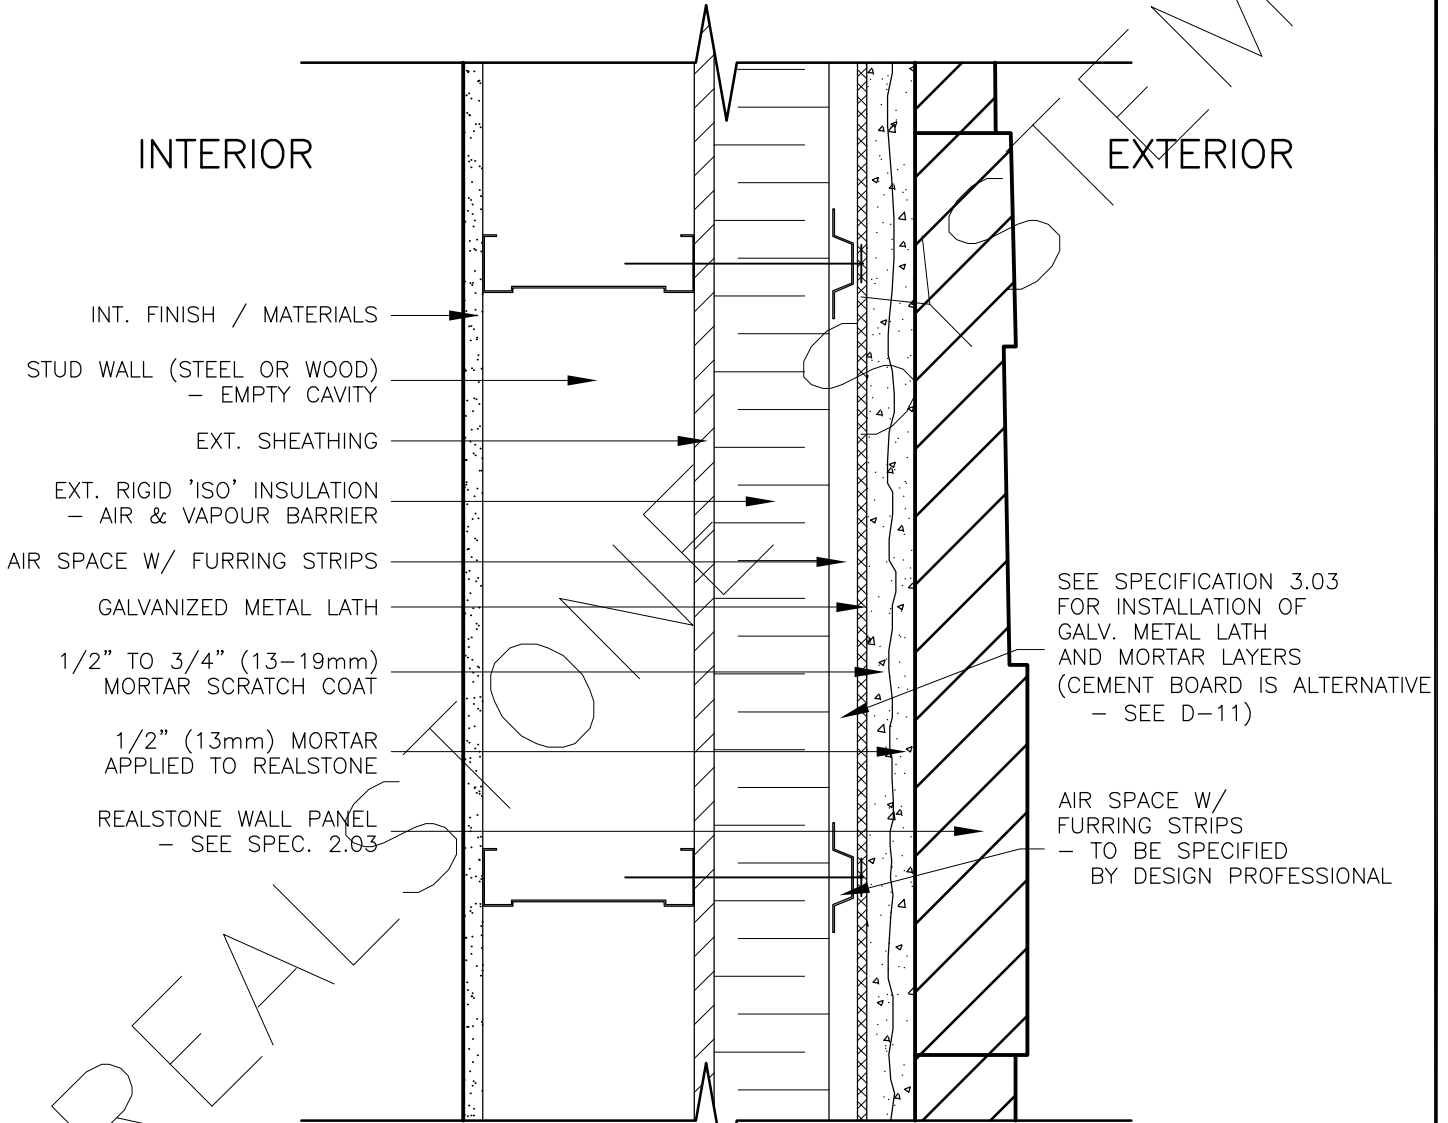 INTERIOR
EXTERIOR
INT. FINISH / MATERIALS
STUD WALL (STEEL OR WOOD)
– EMPTY CAVITY
EXT. SHEATHING
EXT. RIGID 'ISO' INSULATION
– AIR & VAPOUR BARRIER
AIR SPACE W/ FURRING STRIPS
GALVANIZED METAL LATH
1/2" TO 3/4" (13–19mm)
MORTAR SCRATCH COAT
1/2" (13mm) MORTAR
APPLIED TO REALSTONE
REALSTONE WALL PANEL
– SEE SPEC. 2.03
SEE SPECIFICATION 3.03
FOR INSTALLATION OF
GALV. METAL LATH
AND MORTAR LAYERS
(CEMENT BOARD IS ALTERNATIVE
– SEE D–11)
AIR SPACE W/
FURRING STRIPS
– TO BE SPECIFIED
BY DESIGN PROFESSIONAL
REALSTONE SYSTEM